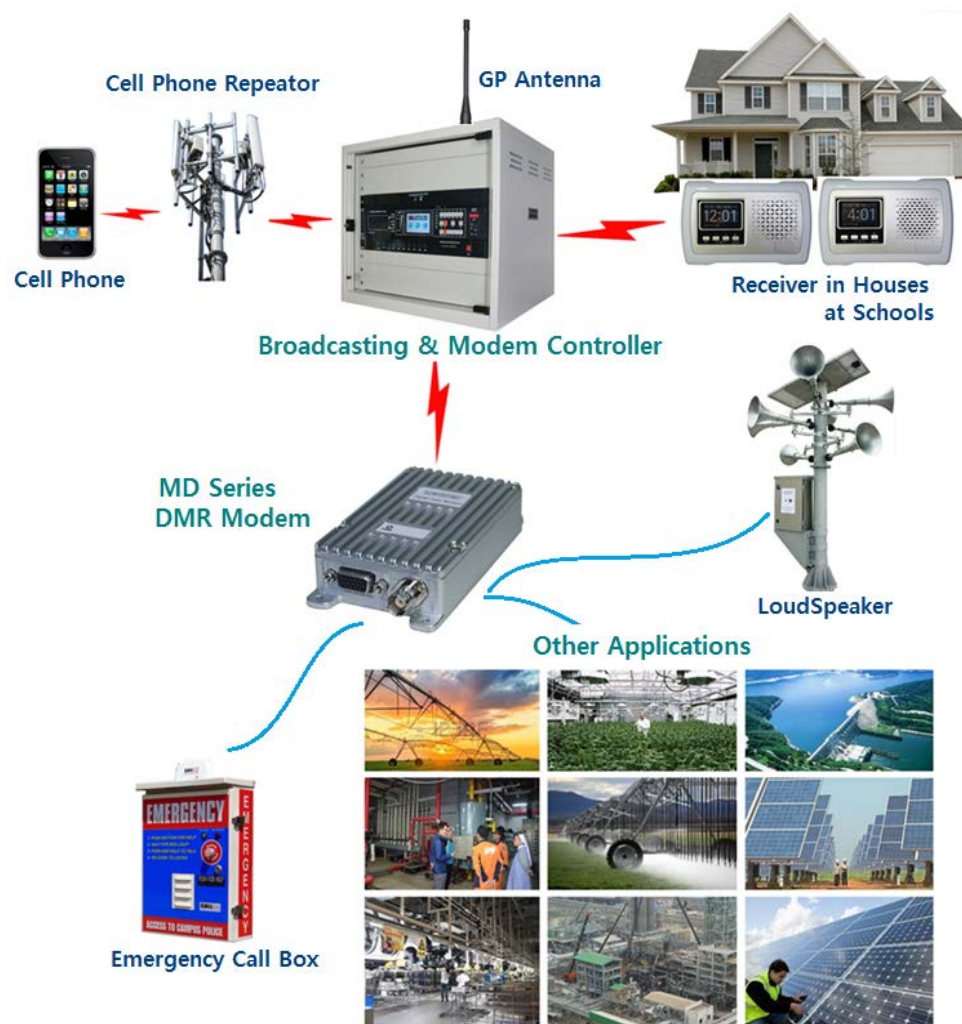 Cell Phone Repeator
GP Antenna
Cell Phone
12:01
4:01
Receiver in Houses
at Schools
Broadcasting & Modem Controller
MD Series
DMR Modem
LoudSpeaker
Other Applications
EMERGENCY
EMERGENCY
ACCESS TO CAMPUS POLICE
Emergency Call Box